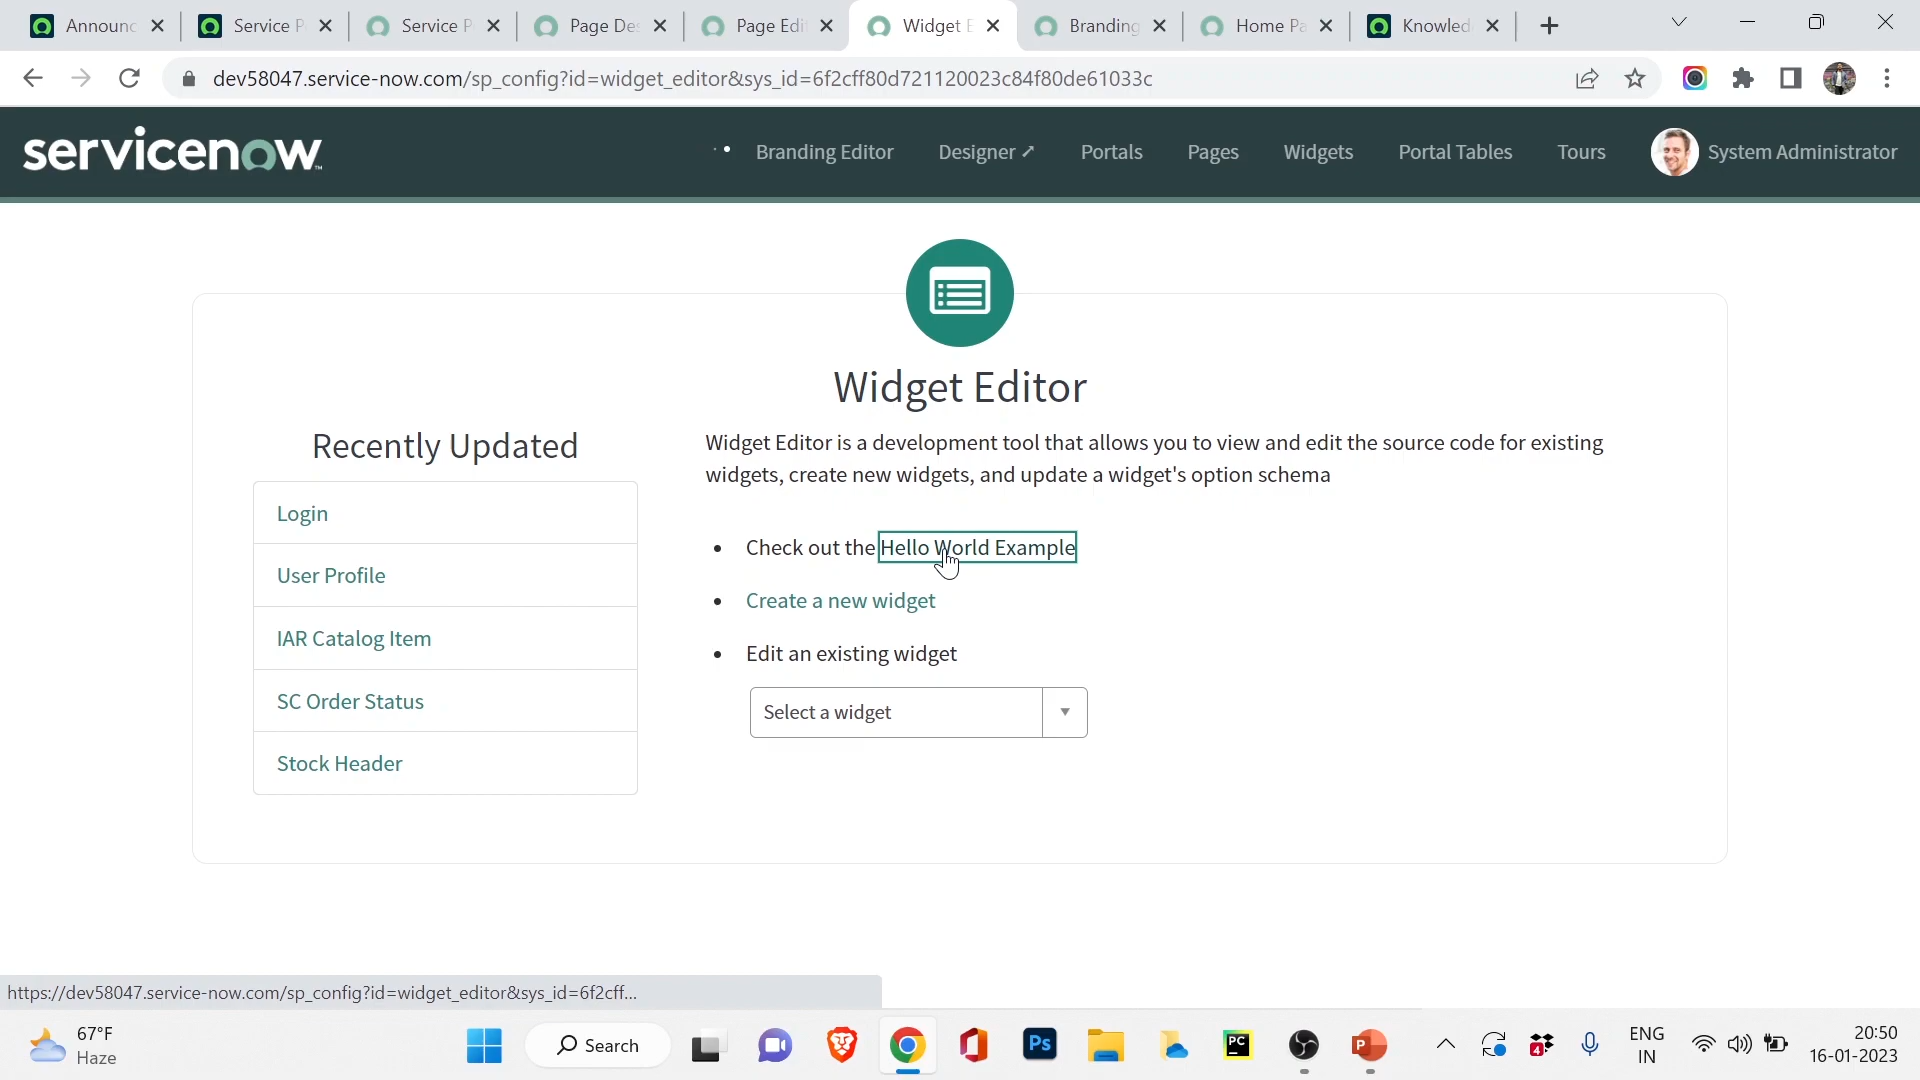 Announc
Service P
Service P
Page Des
Page Edi
Widget E
Branding
Home Pa
Knowled
dev58047.service-now.com/sp_config?id=widget_editor&sys_id=6f2cff80d721120023c84f80de61033c
servicenow
Branding Editor
Designer
Portals
Pages
Widgets
Portal Tables
Tours
System Administrator
Widget Editor
Recently Updated
Login
User Profile
IAR Catalog Item
SC Order Status
Stock Header
Widget Editor is a development tool that allows you to view and edit the source code for existing
widgets, create new widgets, and update a widget's option schema
• Check out the Hello World Example
• Create a new widget
• Edit an existing widget
Select a widget
https://dev58047.service-now.com/sp_config?id=widget_editor&sys_id=6f2cff...
67°F
Haze
Search
Ps
PC
P
4
ENG
IN
20:50
16-01-2023